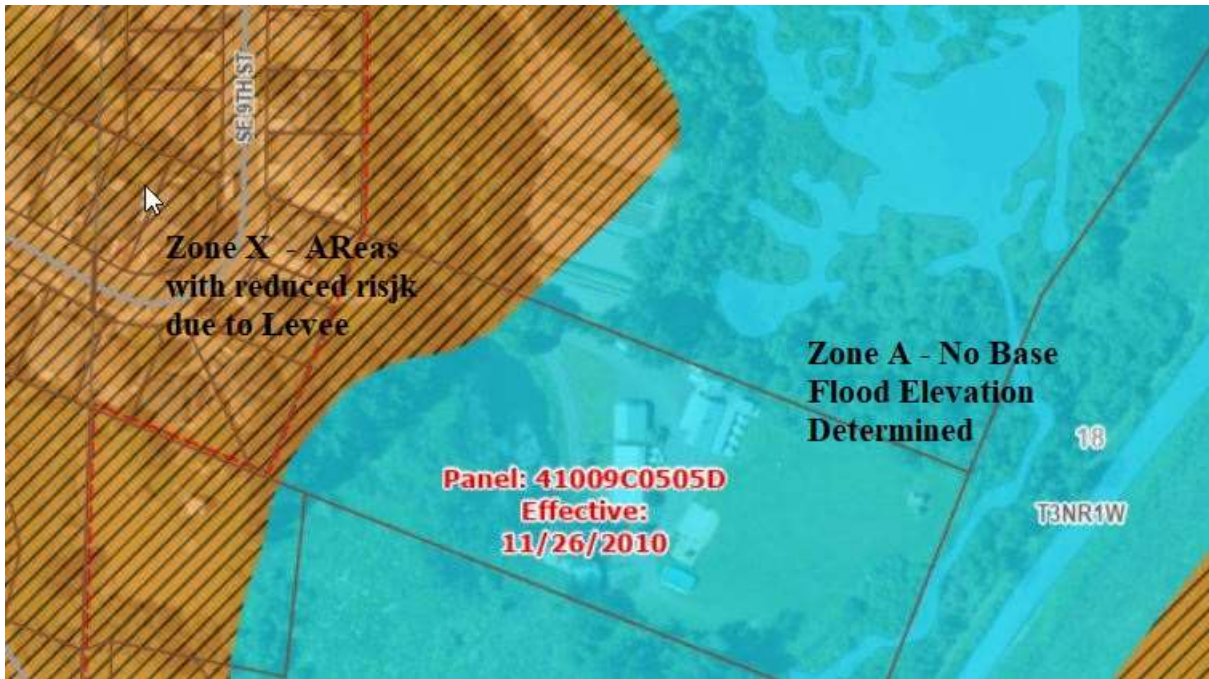 SE 9TH ST
Zone X - AReas
with reduced risjk
due to Levee
Zone A - No Base
Flood Elevation
Determined
18
T3NR1W
Panel: 41009C0505D
Effective:
11/26/2010